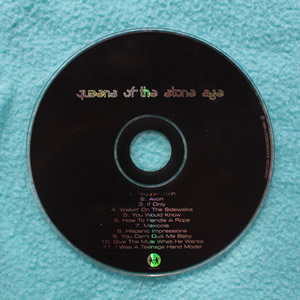 queens of the stone age
2. Avon
3. If Only
4. Walkin' On The Sidewalks
5. You Would Know
6. How To Handle A Rope
7. Mexicola
8. Hispanic Impressions
9. You Can't Quit Me Baby
10. Give The Mule What He Wants
11. I Was A Teenage Hand Model